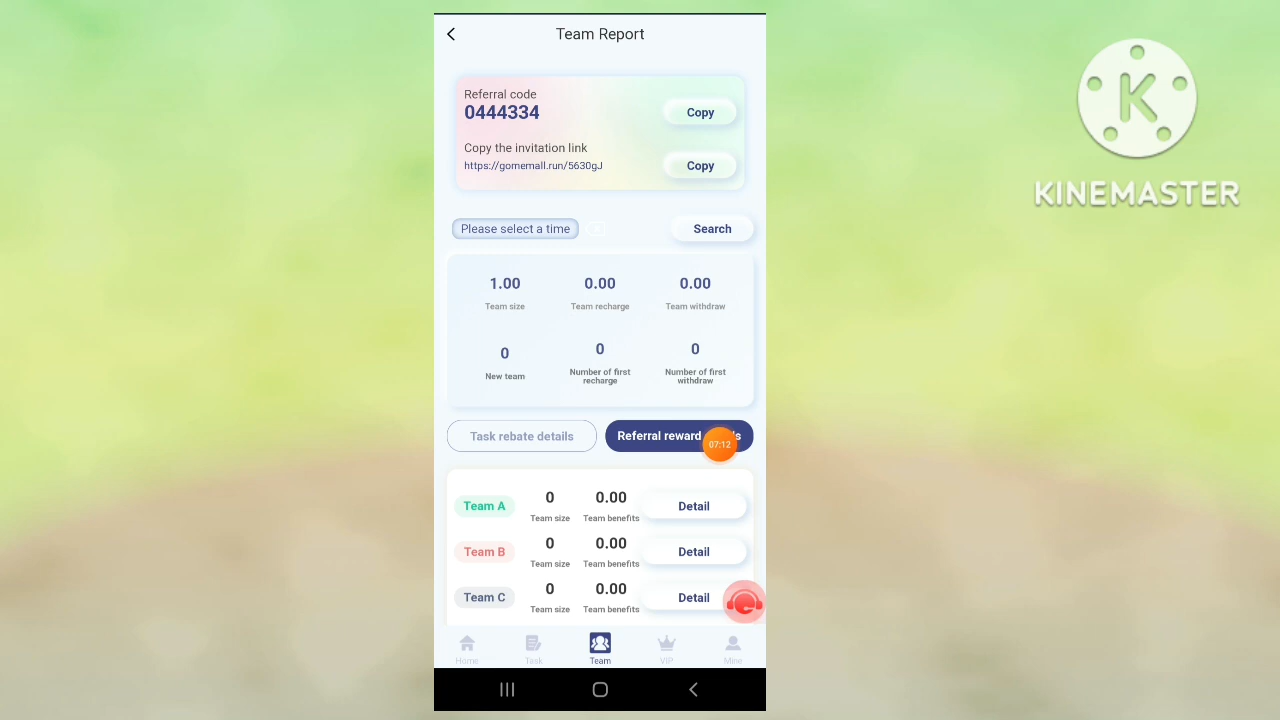 Team Report
Referral code
0444334
Copy
Copy the invitation link
https://gomemall.run/5630gJ
Copy
Please select a time
Search
1.00
0.00
0.00
Team size
Team recharge
Team withdraw
0
0
0
New team
Number of first
recharge
Number of first
withdraw
Task rebate details
Referral reward
07:12
Team A
0
0.00
Detail
Team size
Team benefits
Team B
0
0.00
Detail
Team size
Team benefits
Team C
0
0.00
Detail
Team size
Team benefits
Home
Task
Team
VIP
Mine
K
KINEMASTER